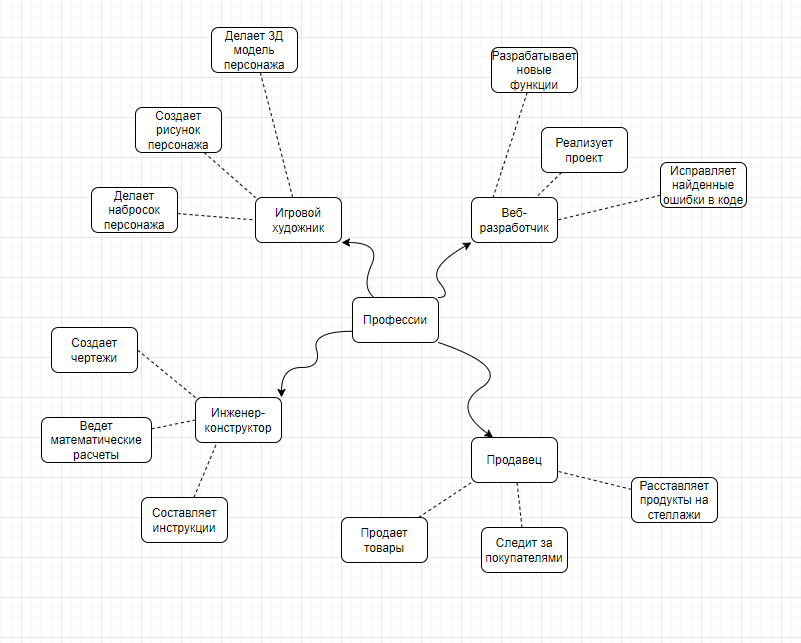 Делает 3Д
модель
персонажа
Разрабатывает
новые
функции
Создает
рисунок
персонажа
Реализует
проект
Исправляет
найденные
ошибки в коде
Делает
набросок
персонажа
Игровой
художник
Веб-
разработчик
Профессии
Создает
чертежи
Инженер-
конструктор
Ведет
математические
расчеты
Продавец
Расставляет
продукты на
стеллажи
Составляет
инструкции
Продает
товары
Следит за
покупателями